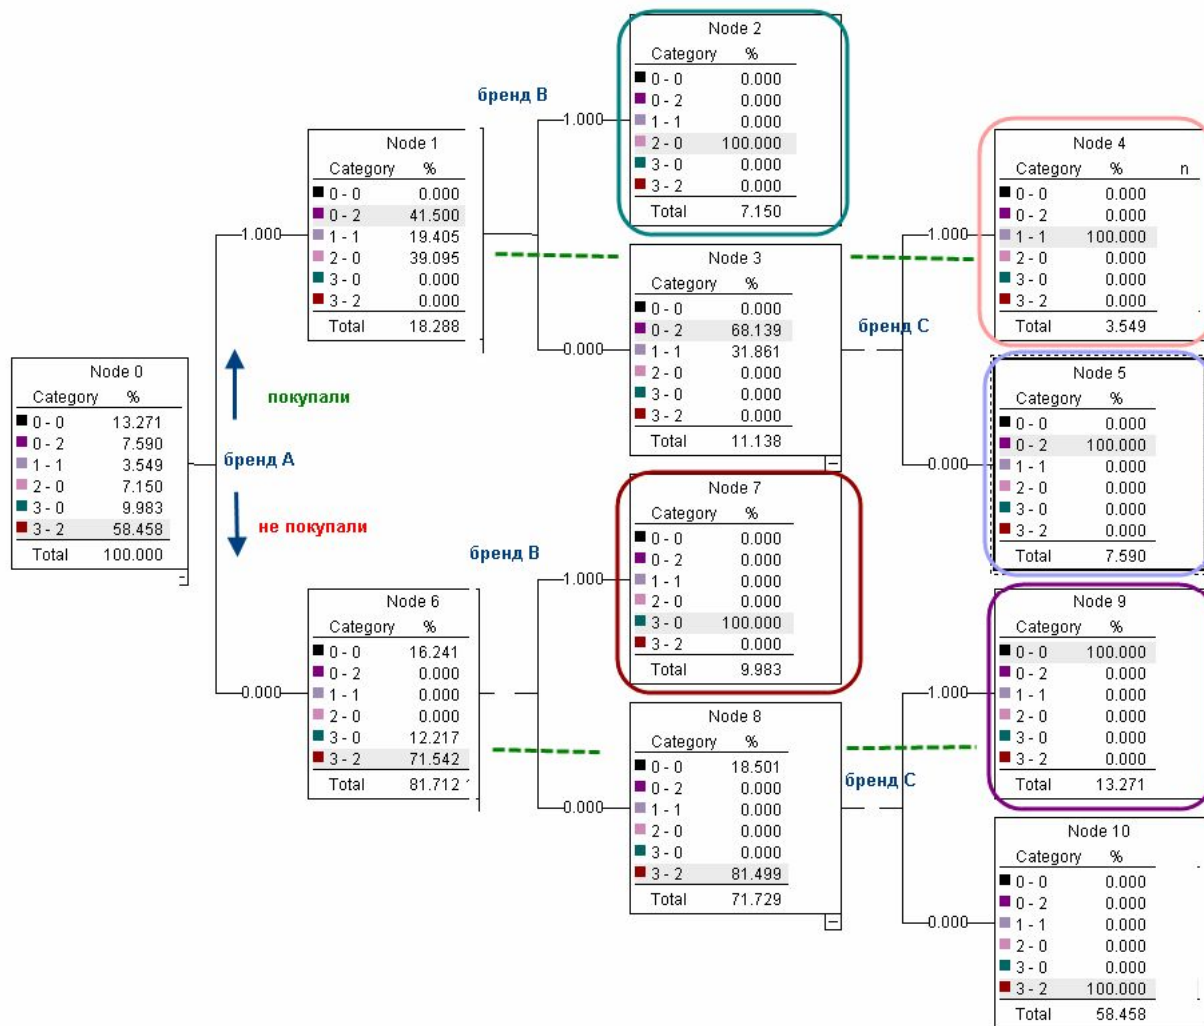 Node 0
Category %
0 - 0 13.271
0 - 2 7.590
1 - 1 3.549
2 - 0 7.150
3 - 0 9.983
3 - 2 58.458
Total 100.000
покупали
бренд A
не покупали
1.000
0.000
Node 1
Category %
0 - 0 0.000
0 - 2 41.500
1 - 1 19.405
2 - 0 39.095
3 - 0 0.000
3 - 2 0.000
Total 18.288
Node 6
Category %
0 - 0 16.241
0 - 2 0.000
1 - 1 0.000
2 - 0 0.000
3 - 0 12.217
3 - 2 71.542
Total 81.712
бренд B
1.000
0.000
бренд B
1.000
0.000
Node 2
Category %
0 - 0 0.000
0 - 2 0.000
1 - 1 0.000
2 - 0 100.000
3 - 0 0.000
3 - 2 0.000
Total 7.150
Node 3
Category %
0 - 0 0.000
0 - 2 68.139
1 - 1 31.861
2 - 0 0.000
3 - 0 0.000
3 - 2 0.000
Total 11.138
Node 7
Category %
0 - 0 0.000
0 - 2 0.000
1 - 1 0.000
2 - 0 0.000
3 - 0 100.000
3 - 2 0.000
Total 9.983
Node 8
Category %
0 - 0 18.501
0 - 2 0.000
1 - 1 0.000
2 - 0 0.000
3 - 0 0.000
3 - 2 81.499
Total 71.729
бренд C
1.000
0.000
бренд C
1.000
0.000
Node 4
Category % n
0 - 0 0.000
0 - 2 0.000
1 - 1 100.000
2 - 0 0.000
3 - 0 0.000
3 - 2 0.000
Total 3.549
Node 5
Category %
0 - 0 0.000
0 - 2 100.000
1 - 1 0.000
2 - 0 0.000
3 - 0 0.000
3 - 2 0.000
Total 7.590
Node 9
Category %
0 - 0 100.000
0 - 2 0.000
1 - 1 0.000
2 - 0 0.000
3 - 0 0.000
3 - 2 0.000
Total 13.271
Node 10
Category %
0 - 0 0.000
0 - 2 0.000
1 - 1 0.000
2 - 0 0.000
3 - 0 0.000
3 - 2 100.000
Total 58.458